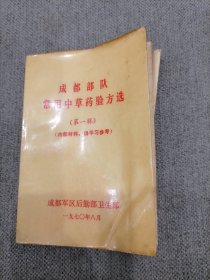 成都部队
常用中草药验方选
(第一辑)
(内部材料、供学习参考)
成都军区后勤部卫生部
一九七〇年八月